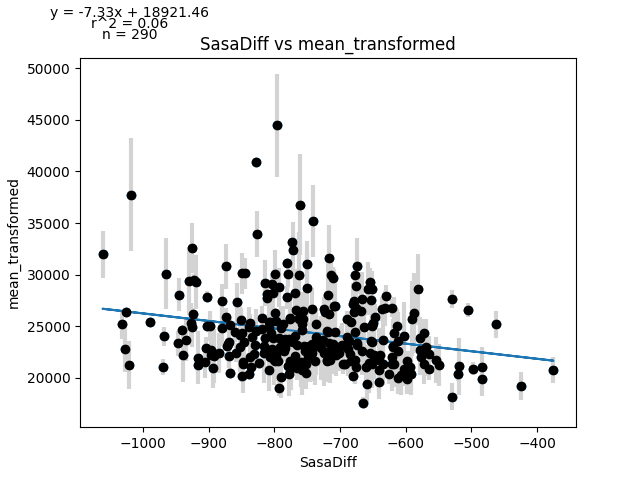 y = -7.33x + 18921.46
r^2 = 0.06
n = 290
SasaDiff vs mean_transformed
50000
45000
40000
35000
30000
25000
20000
mean_transformed
−1000
−900
−800
−700
−600
−500
−400
SasaDiff